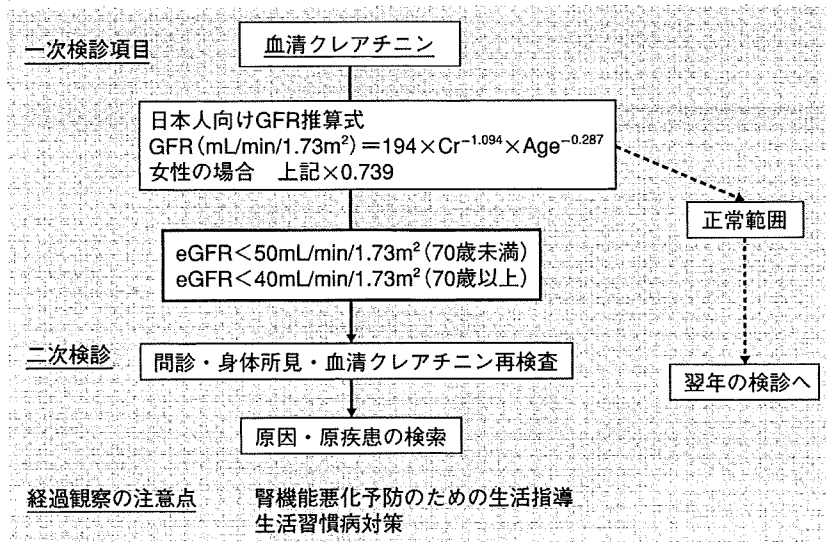 一次検診項目
血清クレアチニン
日本人向けGFR推算式
GFR(mL/min/1.73m²)=194×Cr⁻¹·⁰⁹⁴×Age⁻⁰·²⁸⁷
女性の場合 上記×0.739
正常範囲
eGFR<50mL/min/1.73m²(70歳未満)
eGFR<40mL/min/1.73m²(70歳以上)
二次検診
問診・身体所見・血清クレアチニン再検査
翌年の検診へ
原因・原疾患の検索
経過観察の注意点
腎機能悪化予防のための生活指導
生活習慣病対策